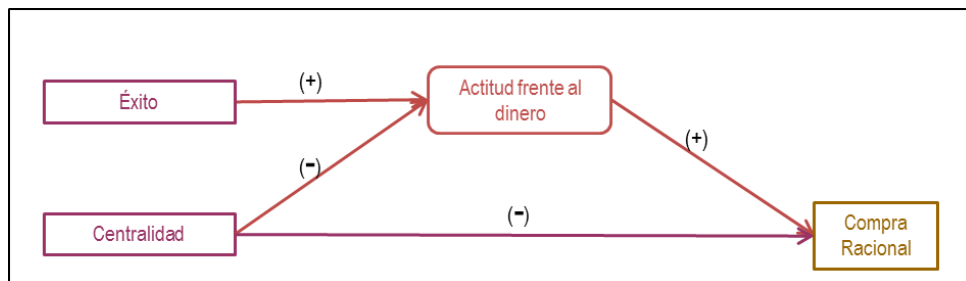 (+)
Éxito
Actitud frente al
dinero
(+)
(-)
Centralidad
(-)
Compra
Racional